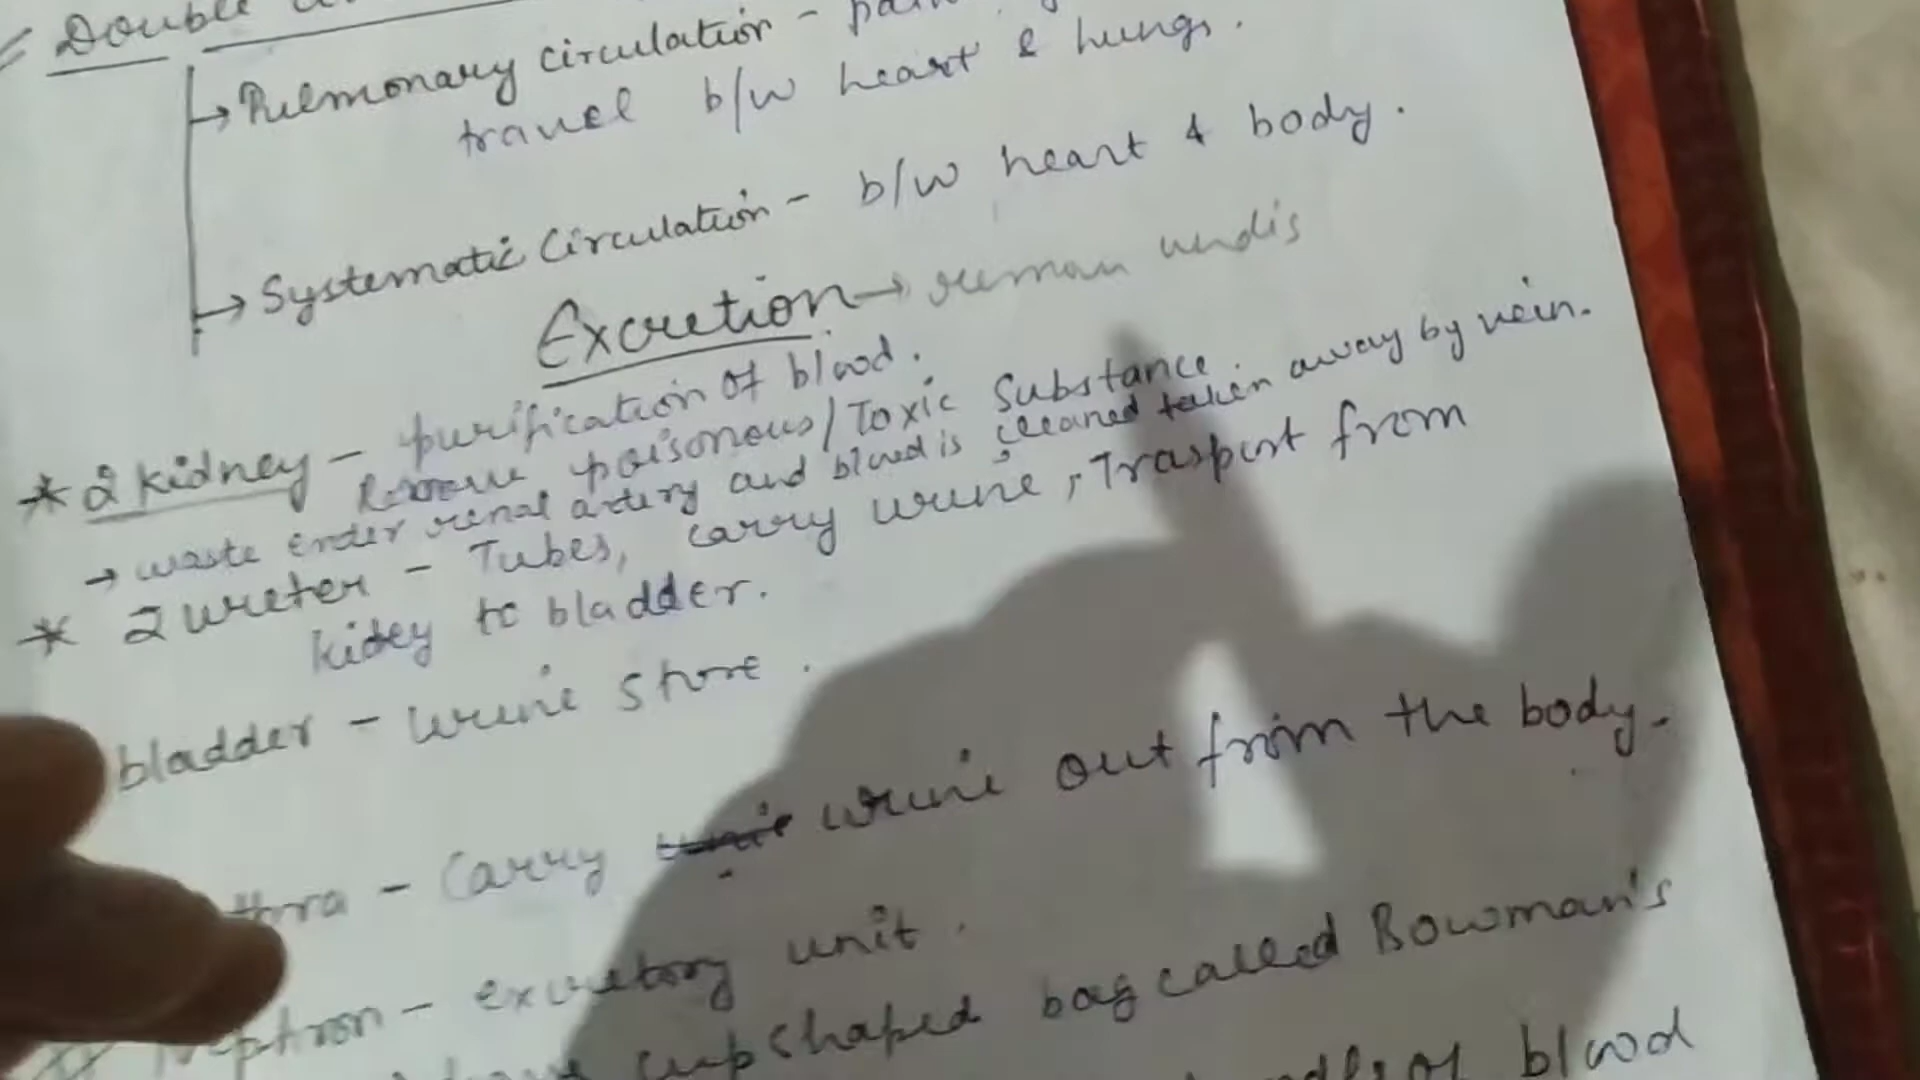 Double
→ Pulmonary circulation -
travel b/w heart & lungs.
→ Systematic Circulation - b/w heart & body.
Excretion →
* 2 kidney - purification of blood.
Remove poisonous/Toxic Substance.
→ waste enter renal artery and blood is cleaned taken away by vein.
* 2 ureter - Tubes, carry urine, Trasport from
kidey to bladder.
bladder - urine store.
thra - Carry urine out from the body.
excretory unit.
cup shaped bag called Bowman's
of blood